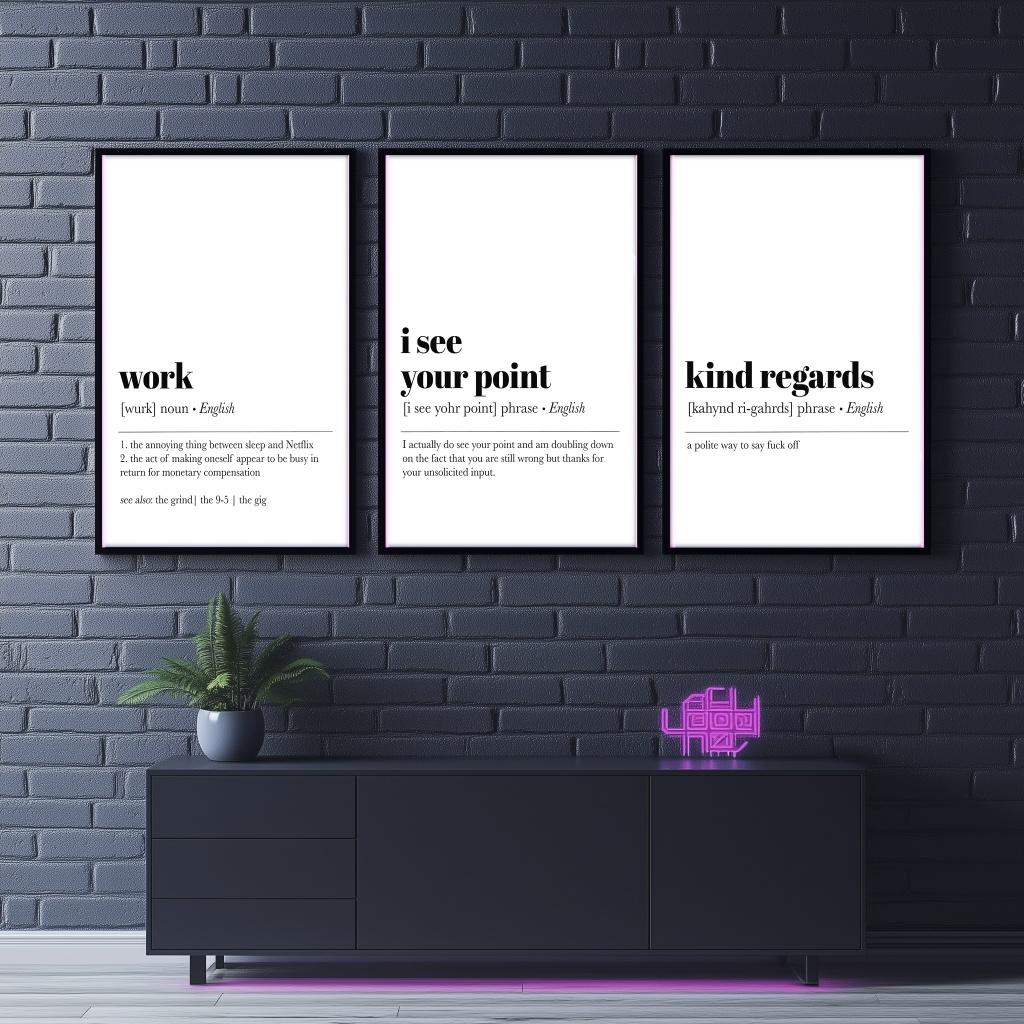 work
[wurk] noun • English
1. the annoying thing between sleep and Netflix
2. the act of making oneself appear to be busy in
return for monetary compensation
see also: the grind| the 9-5 | the gig
i see
your point
[i see yohr point] phrase • English
I actually do see your point and am doubling down
on the fact that you are still wrong but thanks for
your unsolicited input.
kind regards
[kahynd ri-gahrds] phrase • English
a polite way to say fuck off